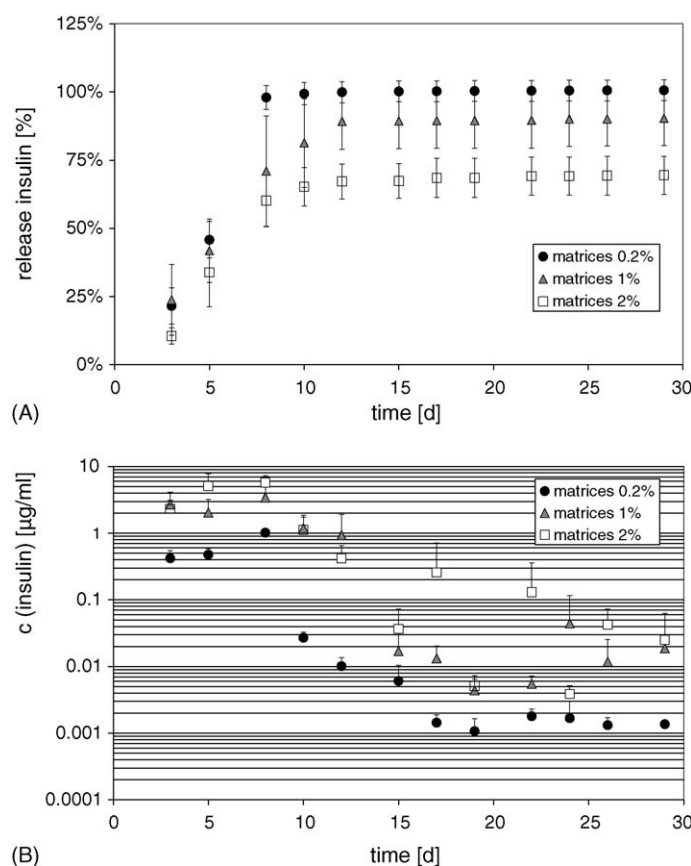 125%
100%
75%
50%
25%
0%
release insulin [%]
matrices 0.2%
matrices 1%
matrices 2%
0 5 10 15 20 25 30
time [d]
(A)
10
1
0.1
0.01
0.001
0.0001
c (insulin) [µg/ml]
matrices 0.2%
matrices 1%
matrices 2%
0 5 10 15 20 25 30
time [d]
(B)